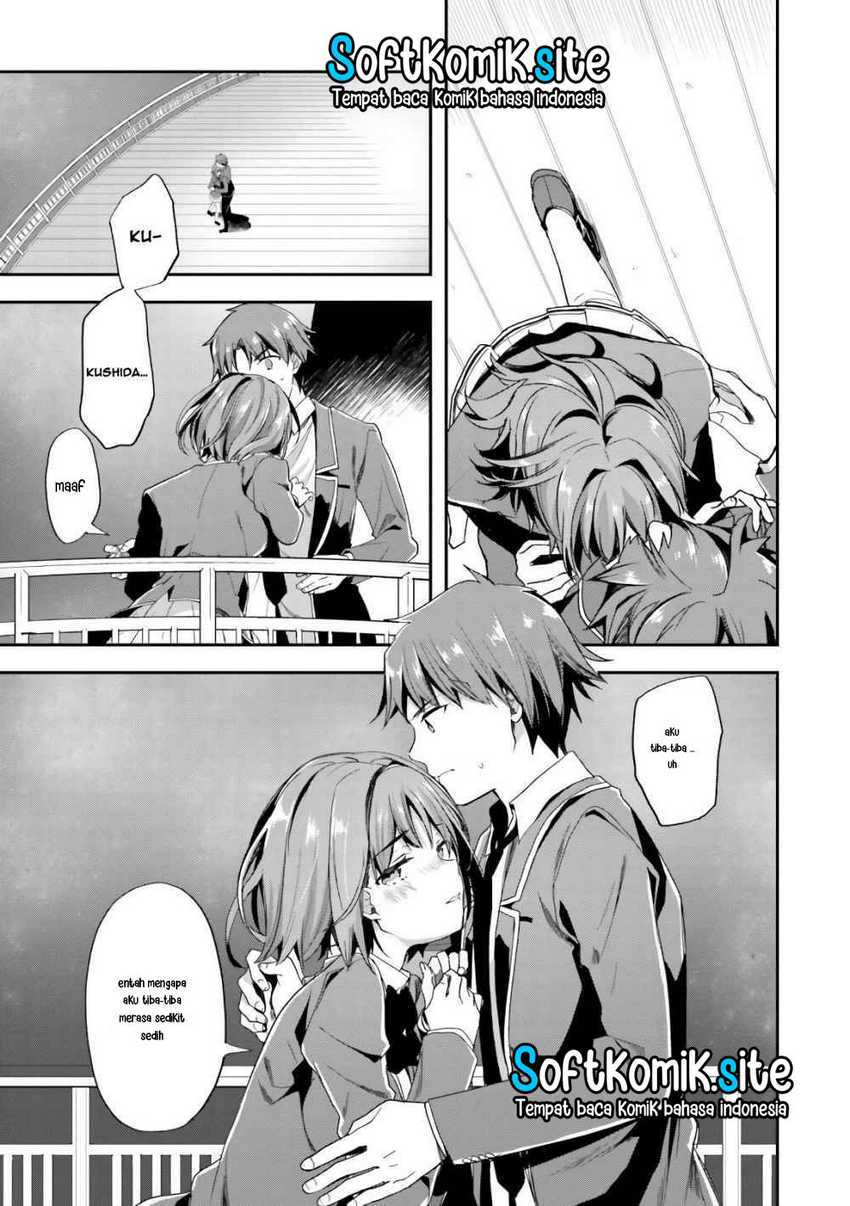 SoftKomik.site
Tempat baca Komik bahasa indonesia
KU-
KUSHIDA...
maaf
aku
tiba-tiba ...
uh
entah mengapa
aku tiba-tiba
merasa sedikit
sedih
SoftKomik.site
Tempat baca Komik bahasa indonesia